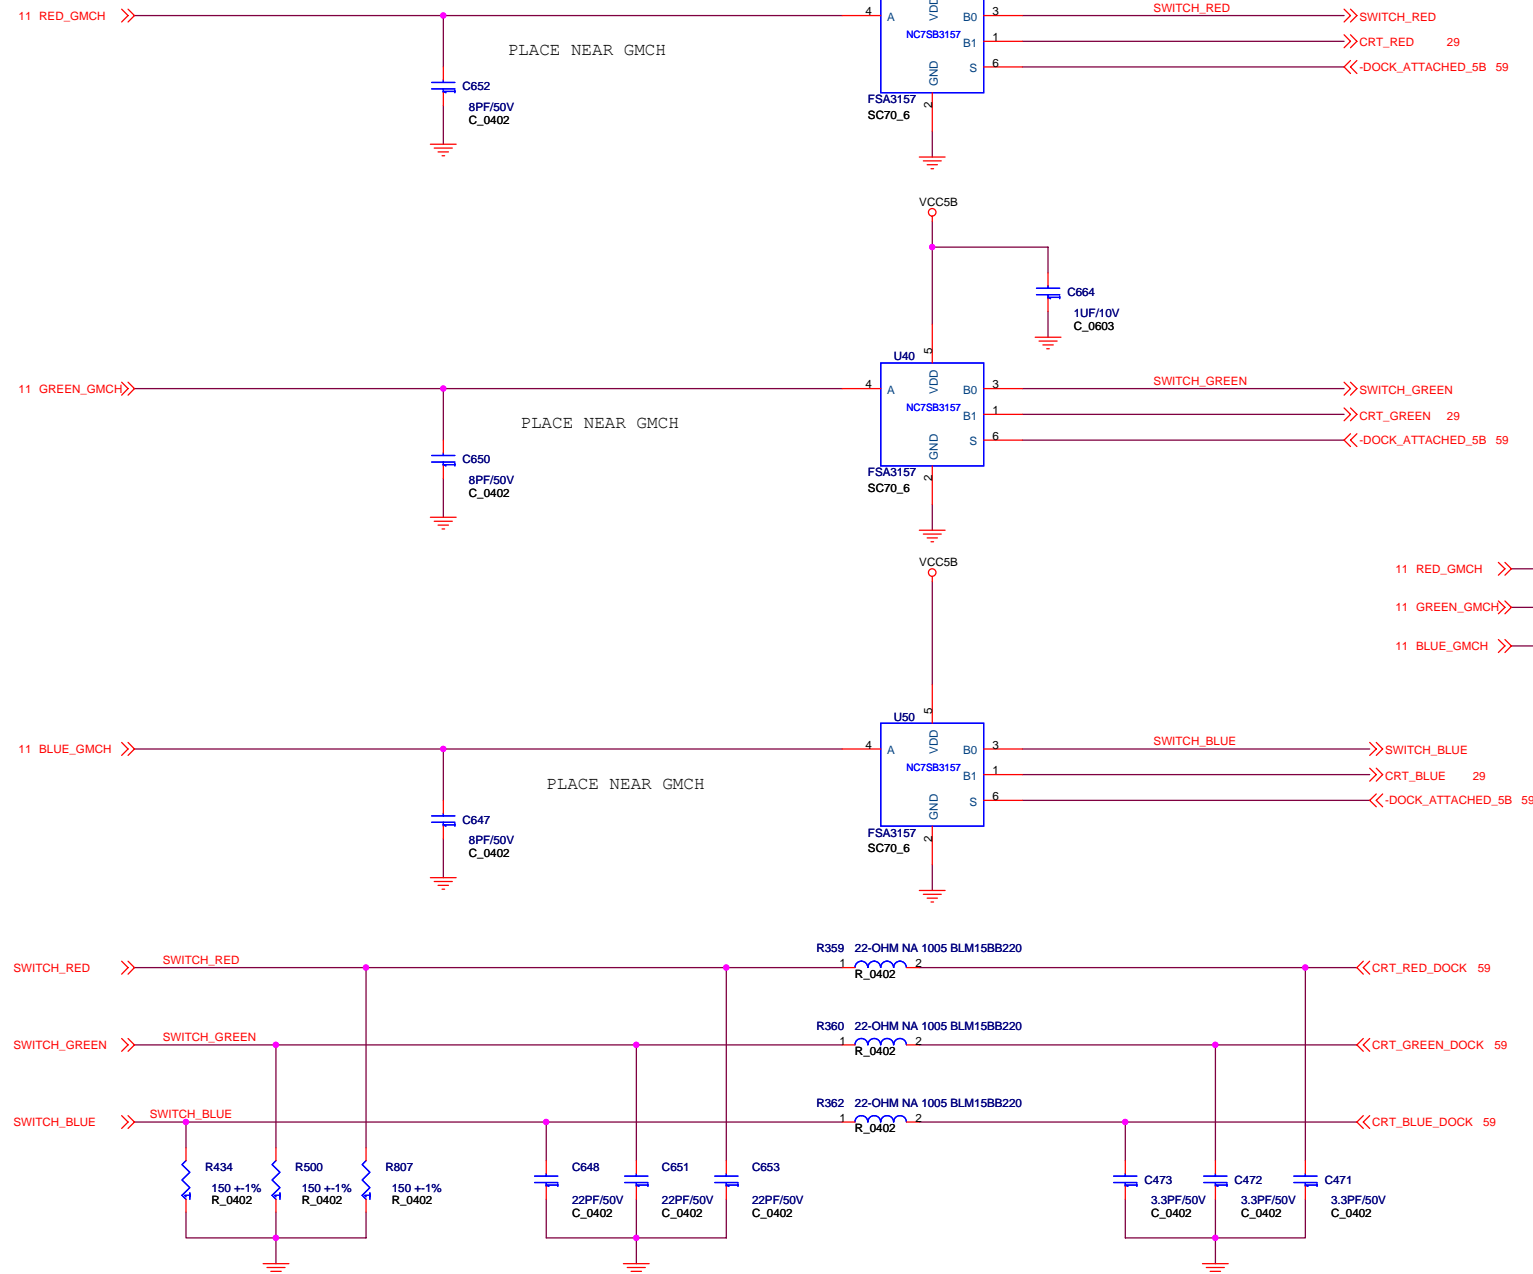 11 RED_GMCH
PLACE NEAR GMCH
C652
8PF/50V
C_0402
4 A VDD B0 3
NC7SB3157
B1 1
GND S 6
2
FSA3157
SC70_6
SWITCH_RED
SWITCH_RED
CRT_RED 29
-DOCK_ATTACHED_5B 59
VCC5B
C664
1UF/10V
C_0603
11 GREEN_GMCH
PLACE NEAR GMCH
C650
8PF/50V
C_0402
U40 5
4 A VDD B0 3
NC7SB3157
B1 1
GND S 6
2
FSA3157
SC70_6
SWITCH_GREEN
SWITCH_GREEN
CRT_GREEN 29
-DOCK_ATTACHED_5B 59
VCC5B
11 RED_GMCH
11 GREEN_GMCH
11 BLUE_GMCH
11 BLUE_GMCH
PLACE NEAR GMCH
C647
8PF/50V
C_0402
U50 5
4 A VDD B0 3
NC7SB3157
B1 1
GND S 6
2
FSA3157
SC70_6
SWITCH_BLUE
SWITCH_BLUE
CRT_BLUE 29
-DOCK_ATTACHED_5B 59
SWITCH_RED
SWITCH_RED
R359 22-OHM NA 1005 BLM15BB220
1 2
R_0402
CRT_RED_DOCK 59
SWITCH_GREEN
SWITCH_GREEN
R360 22-OHM NA 1005 BLM15BB220
1 2
R_0402
CRT_GREEN_DOCK 59
SWITCH_BLUE
SWITCH_BLUE
R362 22-OHM NA 1005 BLM15BB220
1 2
R_0402
CRT_BLUE_DOCK 59
R434
150 +-1%
R_0402
R500
150 +-1%
R_0402
R807
150 +-1%
R_0402
C648
22PF/50V
C_0402
C651
22PF/50V
C_0402
C653
22PF/50V
C_0402
C473
3.3PF/50V
C_0402
C472
3.3PF/50V
C_0402
C471
3.3PF/50V
C_0402